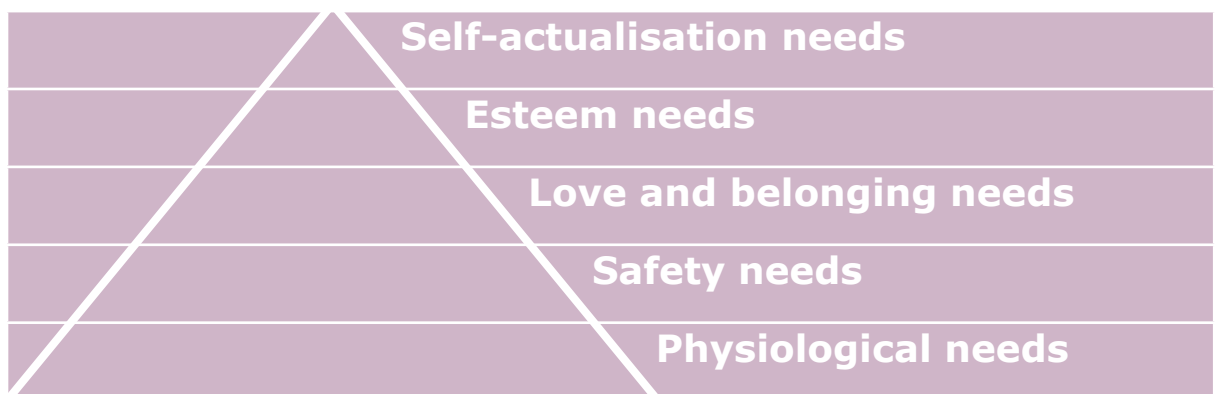 Self-actualisation needs
Esteem needs
Love and belonging needs
Safety needs
Physiological needs